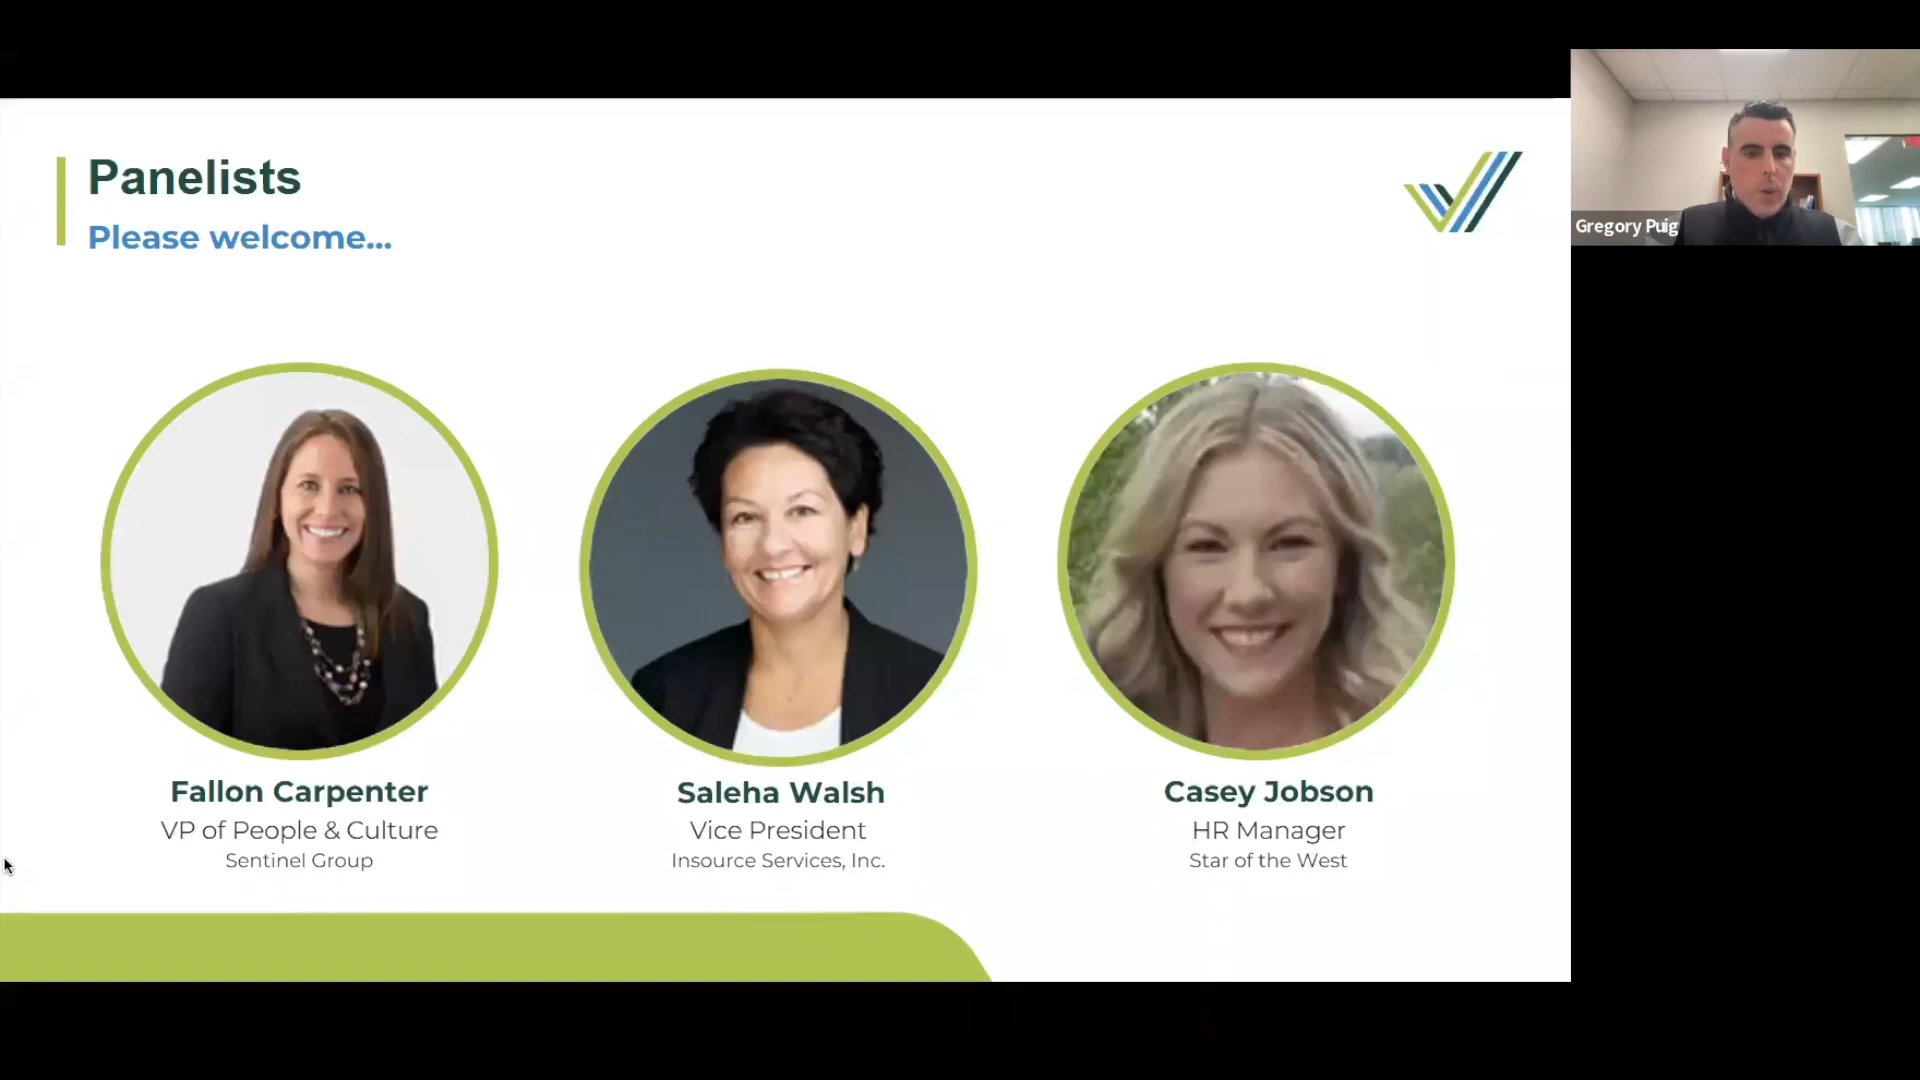 Panelists
Please welcome...
Gregory Puig
Fallon Carpenter
VP of People & Culture
Sentinel Group
Saleha Walsh
Vice President
Insource Services, Inc.
Casey Jobson
HR Manager
Star of the West